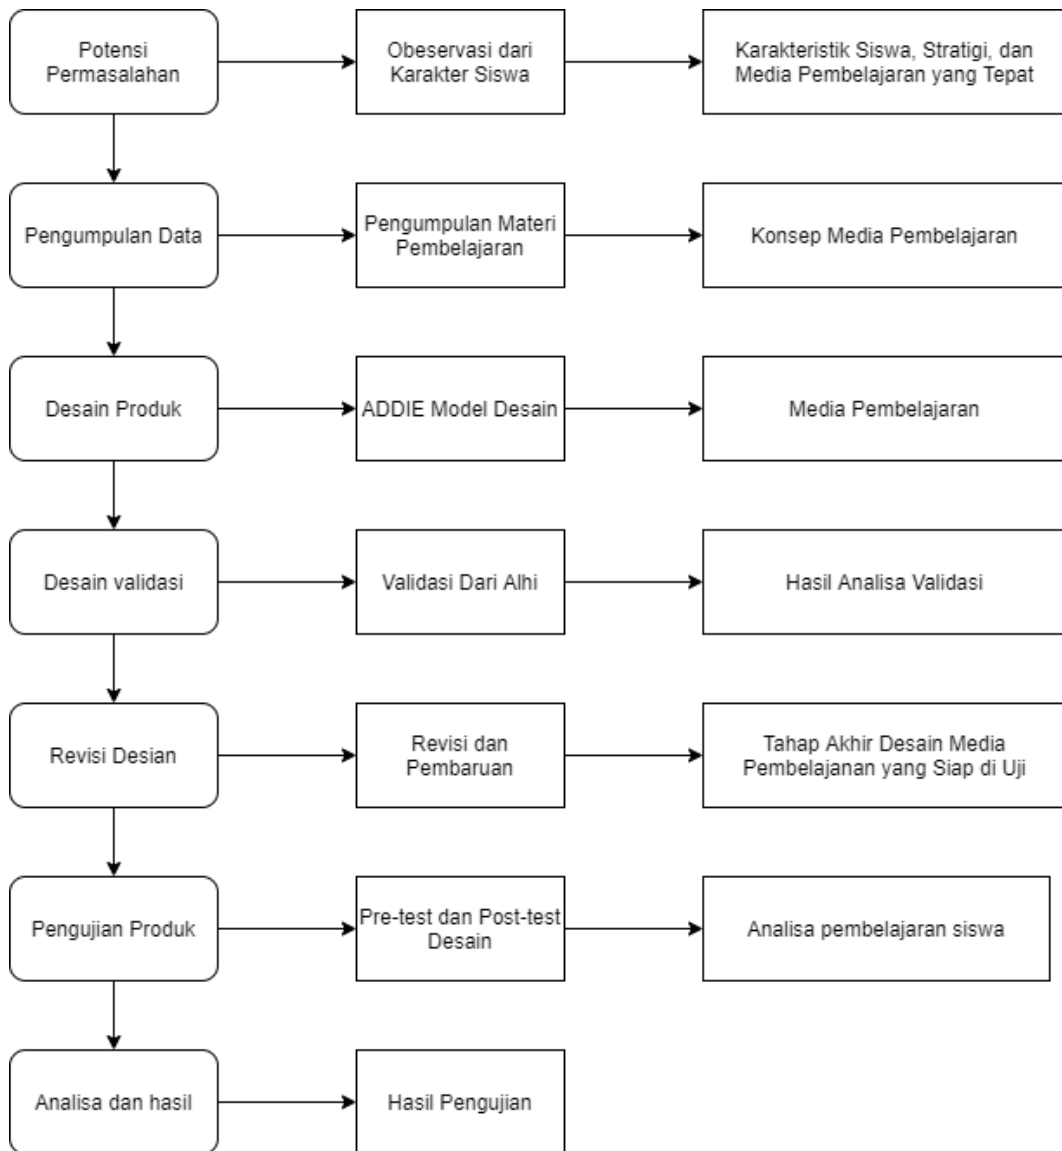 Potensi
Permasalahan
Obeservasi dari
Karakter Siswa
Karakteristik Siswa, Stratigi, dan
Media Pembelajaran yang Tepat
Pengumpulan Data
Pengumpulan Materi
Pembelajaran
Konsep Media Pembelajaran
Desain Produk
ADDIE Model Desain
Media Pembelajaran
Desain validasi
Validasi Dari Alhi
Hasil Analisa Validasi
Revisi Desian
Revisi dan
Pembaruan
Tahap Akhir Desain Media
Pembelajanan yang Siap di Uji
Pengujian Produk
Pre-test dan Post-test
Desain
Analisa pembelajaran siswa
Analisa dan hasil
Hasil Pengujian